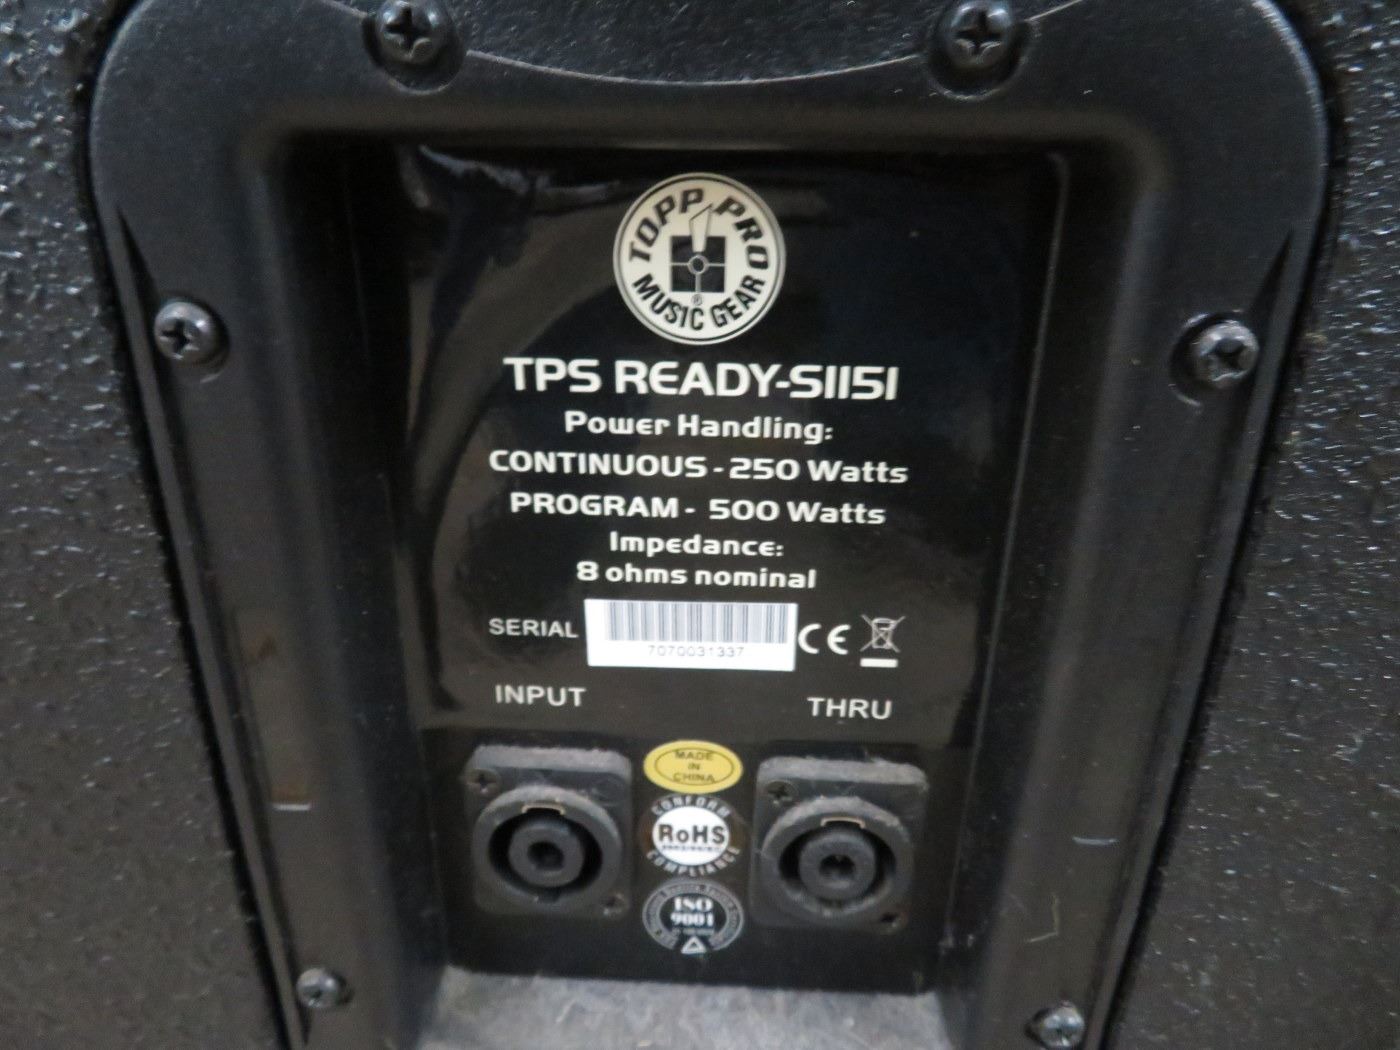 TOPP PRO
MUSIC GEAR
®
TPS READY-S1151
Power Handling:
CONTINUOUS - 250 Watts
PROGRAM - 500 Watts
Impedance:
8 ohms nominal
SERIAL
7070031337
CE
INPUT
THRU
MADE
IN
CHINA
CONFORM
RoHS
COMPLIANCE
ISO
9001